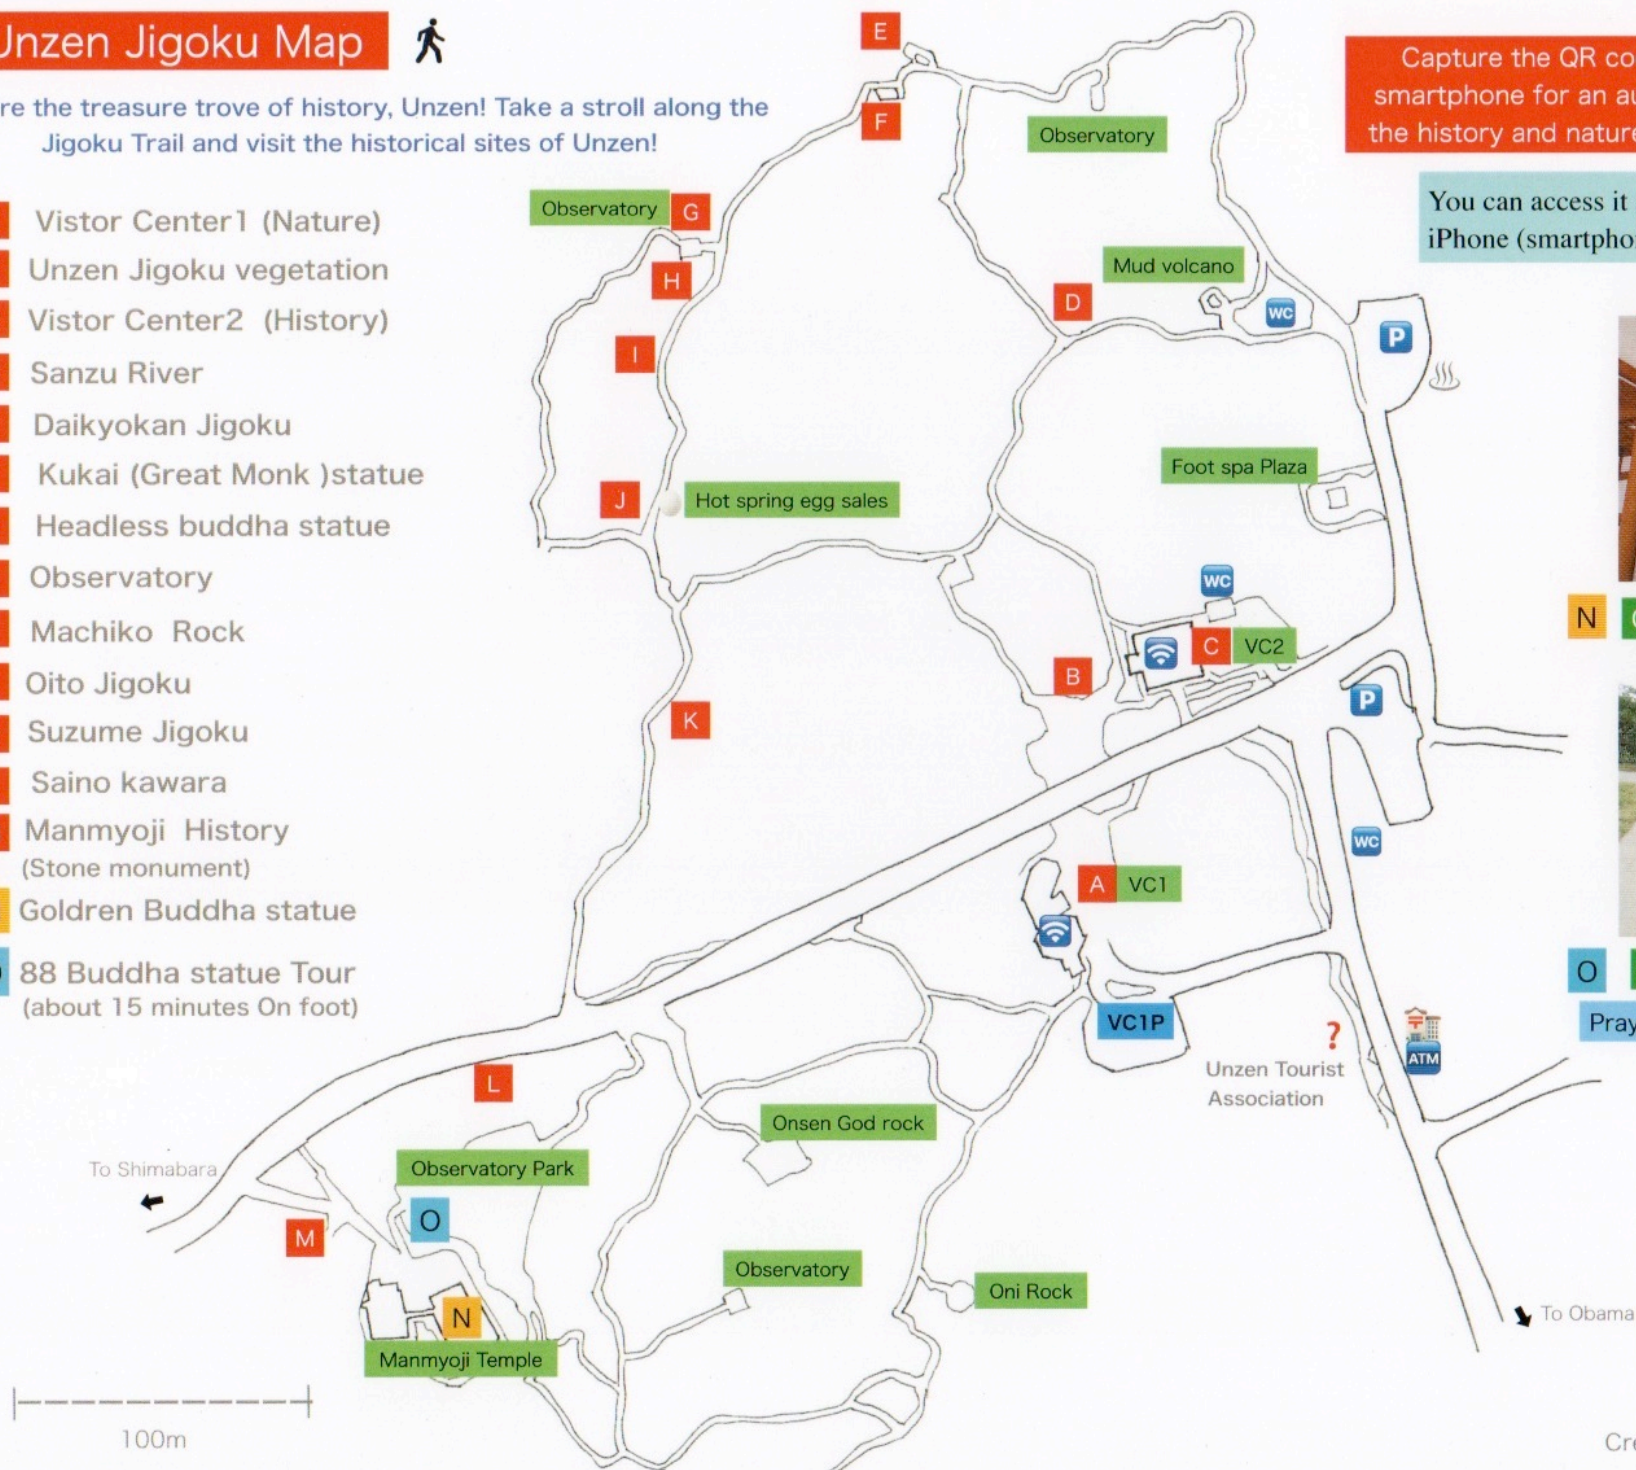 Unzen Jigoku Map
re the treasure trove of history, Unzen! Take a stroll along the
Jigoku Trail and visit the historical sites of Unzen!
Vistor Center1 (Nature)
Unzen Jigoku vegetation
Vistor Center2 (History)
Sanzu River
Daikyokan Jigoku
Kukai (Great Monk )statue
Headless buddha statue
Observatory
Machiko Rock
Oito Jigoku
Suzume Jigoku
Saino kawara
Manmyoji History
(Stone monument)
Goldren Buddha statue
88 Buddha statue Tour
(about 15 minutes On foot)
100m
E
F
Observatory
Observatory G
H
I
J
Hot spring egg sales
D
Mud volcano
WC
P
Foot spa Plaza
WC
C VC2
B
K
P
WC
A VC1
VC1P
?
Unzen Tourist
Association
ATM
L
Onsen God rock
Observatory Park
O
To Shimabara
M
N
Manmyoji Temple
Observatory
Oni Rock
To Obama
Capture the QR co
smartphone for an au
the history and nature
You can access it
iPhone (smartpho
N
O
Pray
Cre